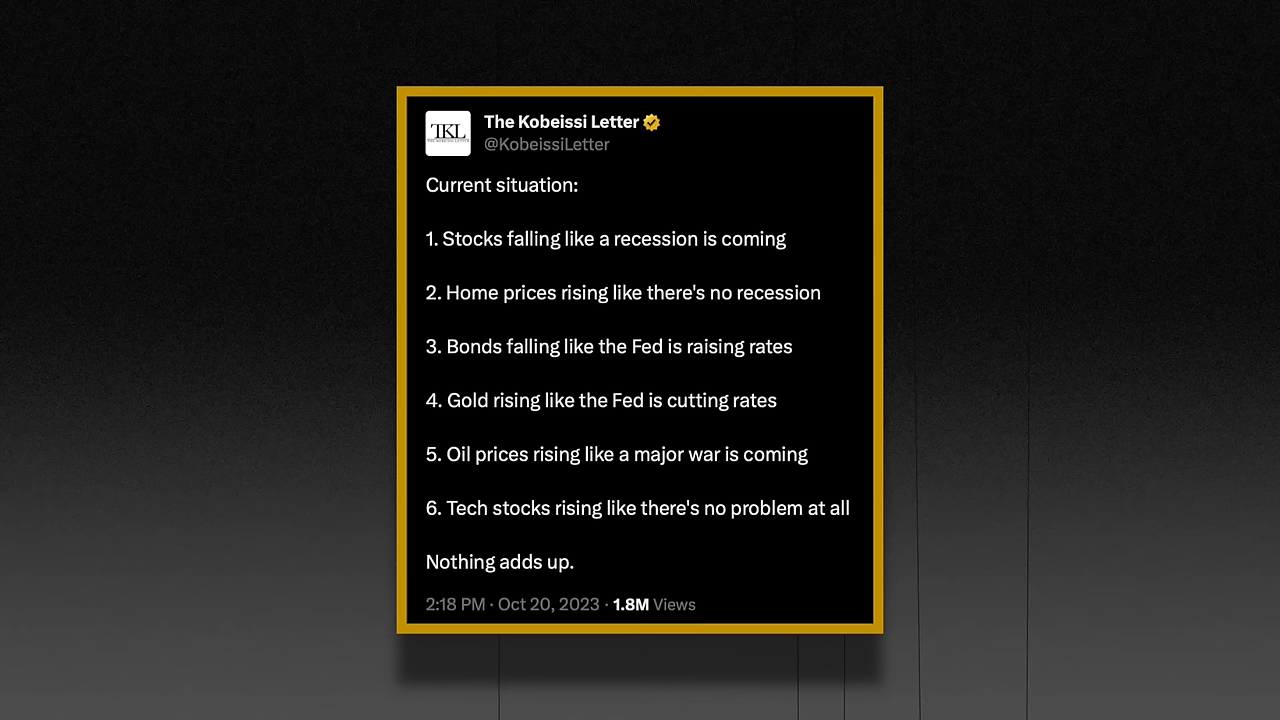 TKL
THE KOBEISSI LETTER
The Kobeissi Letter
@KobeissiLetter
Current situation:
1. Stocks falling like a recession is coming
2. Home prices rising like there's no recession
3. Bonds falling like the Fed is raising rates
4. Gold rising like the Fed is cutting rates
5. Oil prices rising like a major war is coming
6. Tech stocks rising like there's no problem at all
Nothing adds up.
2:18 PM · Oct 20, 2023 · 1.8M Views